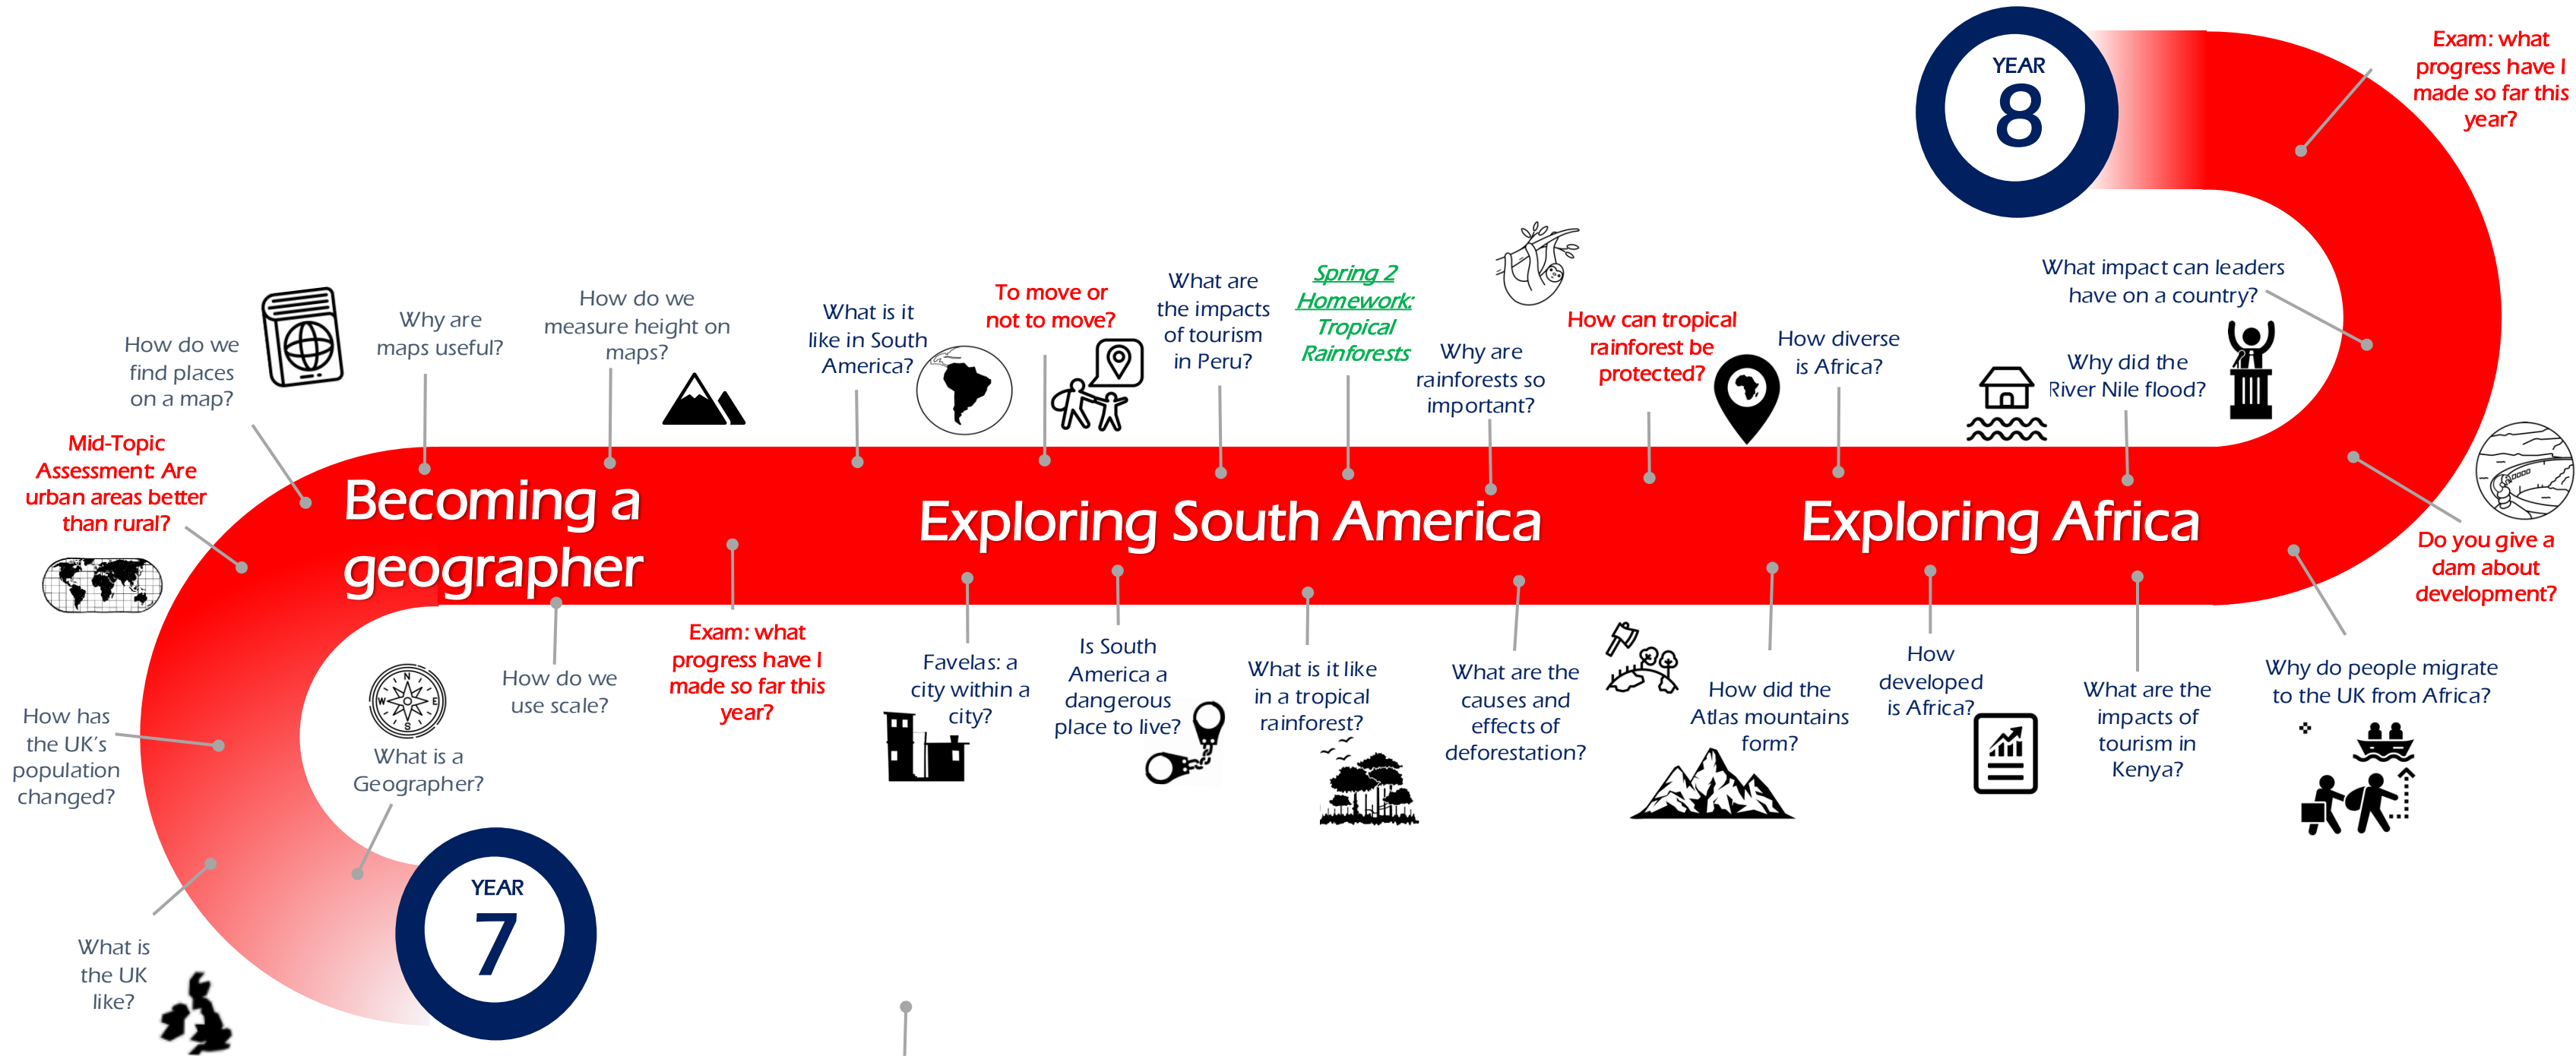 YEAR
7
What is a
Geographer?
What is
the UK
like?
How has
the UK's
population
changed?
Mid-Topic
Assessment: Are
urban areas better
than rural?
How do we
find places
on a map?
Why are
maps useful?
Becoming a
geographer
How do we
use scale?
How do we
measure height on
maps?
Exam: what
progress have I
made so far this
year?
What is it
like in South
America?
Exploring South America
Favelas: a
city within a
city?
To move or
not to move?
Is South
America a
dangerous
place to live?
What are
the impacts
of tourism
in Peru?
What is it like
in a tropical
rainforest?
Spring 2
Homework:
Tropical
Rainforests
Why are
rainforests so
important?
What are the
causes and
effects of
deforestation?
How can tropical
rainforest be
protected?
How did the
Atlas mountains
form?
How diverse
is Africa?
Exploring Africa
How
developed
is Africa?
Why did the
River Nile flood?
What are the
impacts of
tourism in
Kenya?
Why do people migrate
to the UK from Africa?
Do you give a
dam about
development?
What impact can leaders
have on a country?
Exam: what
progress have I
made so far this
year?
YEAR
8
N
W
E
S